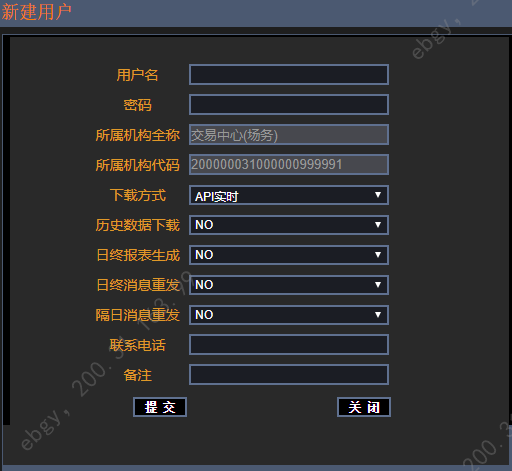 新建用户
用户名
密码
所属机构全称 交易中心(场务)
所属机构代码 200000031000000999991
下载方式 API实时
历史数据下载 NO
日终报表生成 NO
日终消息重发 NO
隔日消息重发 NO
联系电话
备注
提 交 关 闭